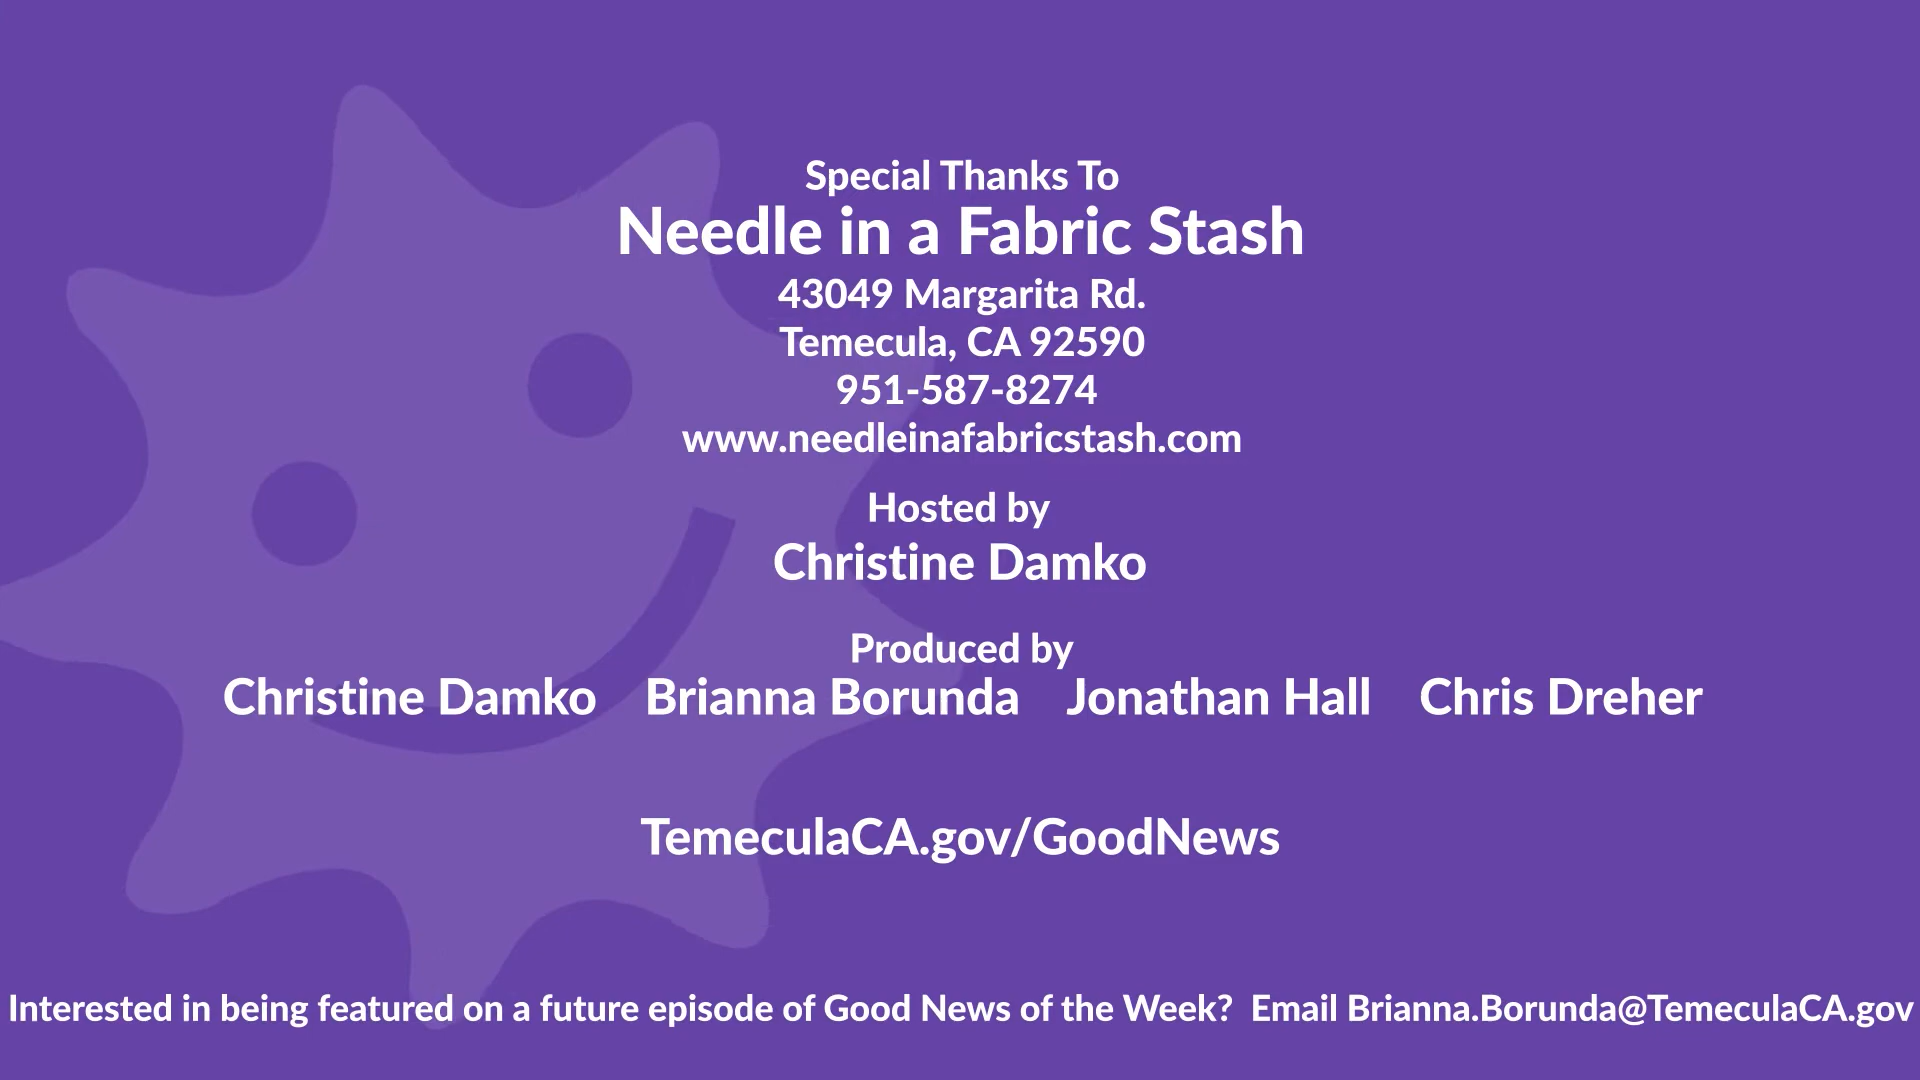 Special Thanks To
Needle in a Fabric Stash
43049 Margarita Rd.
Temecula, CA 92590
951-587-8274
www.needleinafabricstash.com
Hosted by
Christine Damko
Produced by
Christine Damko Brianna Borunda Jonathan Hall Chris Dreher
TemeculaCA.gov/GoodNews
Interested in being featured on a future episode of Good News of the Week? Email Brianna.Borunda@TemeculaCA.gov